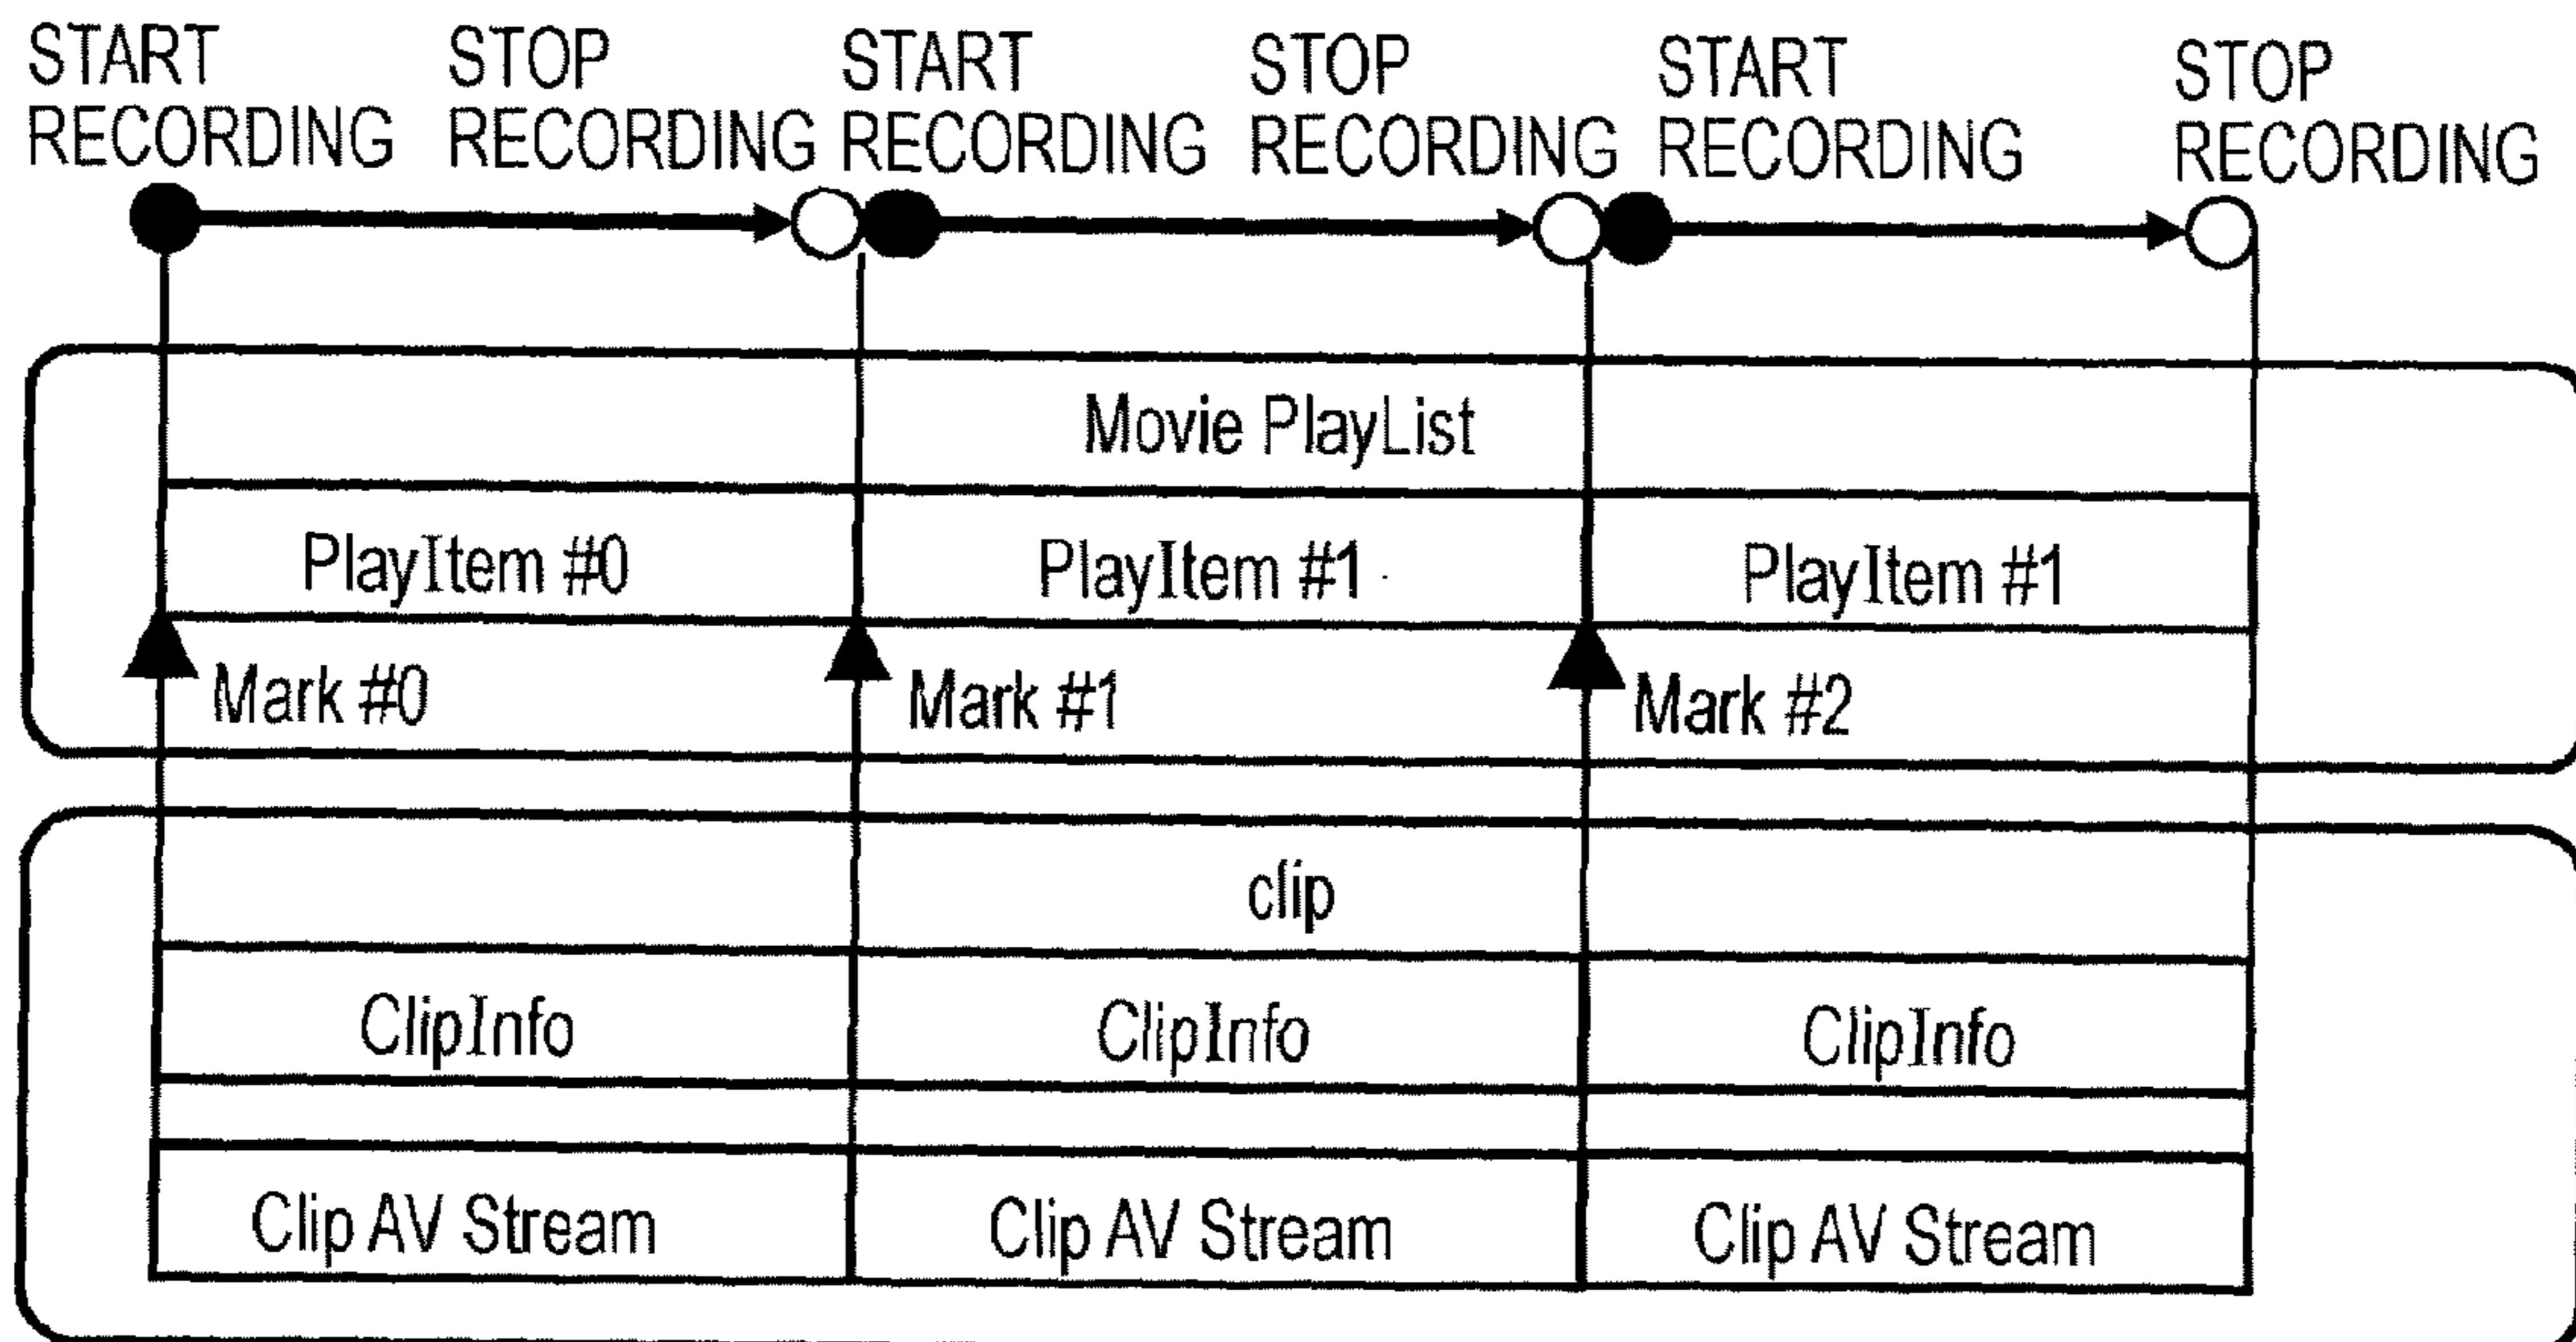 START RECORDING
STOP RECORDING
START RECORDING
STOP RECORDING
START RECORDING
STOP RECORDING
Movie PlayList
PlayItem #0
PlayItem #1
PlayItem #1
Mark #0
Mark #1
Mark #2
clip
ClipInfo
ClipInfo
ClipInfo
Clip AV Stream
Clip AV Stream
Clip AV Stream